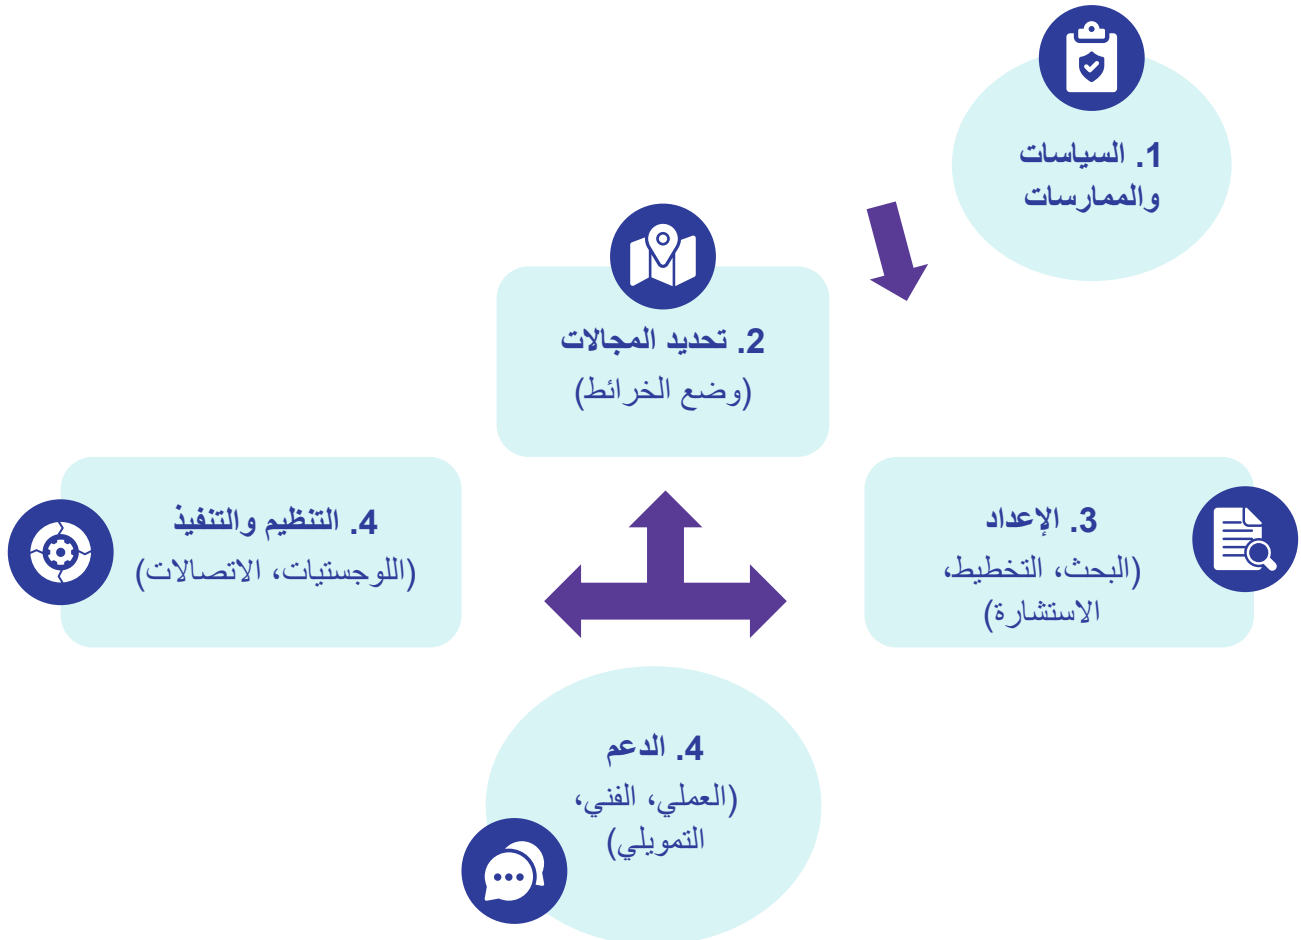 1. السياسات
والممارسات
2. تحديد المجالات
(وضع الخرائط)
3. الإعداد
(البحث، التخطيط،
الاستشارة)
4. التنظيم والتنفيذ
(اللوجستيات، الاتصالات)
4. الدعم
(العملي، الفني،
التمويلي)